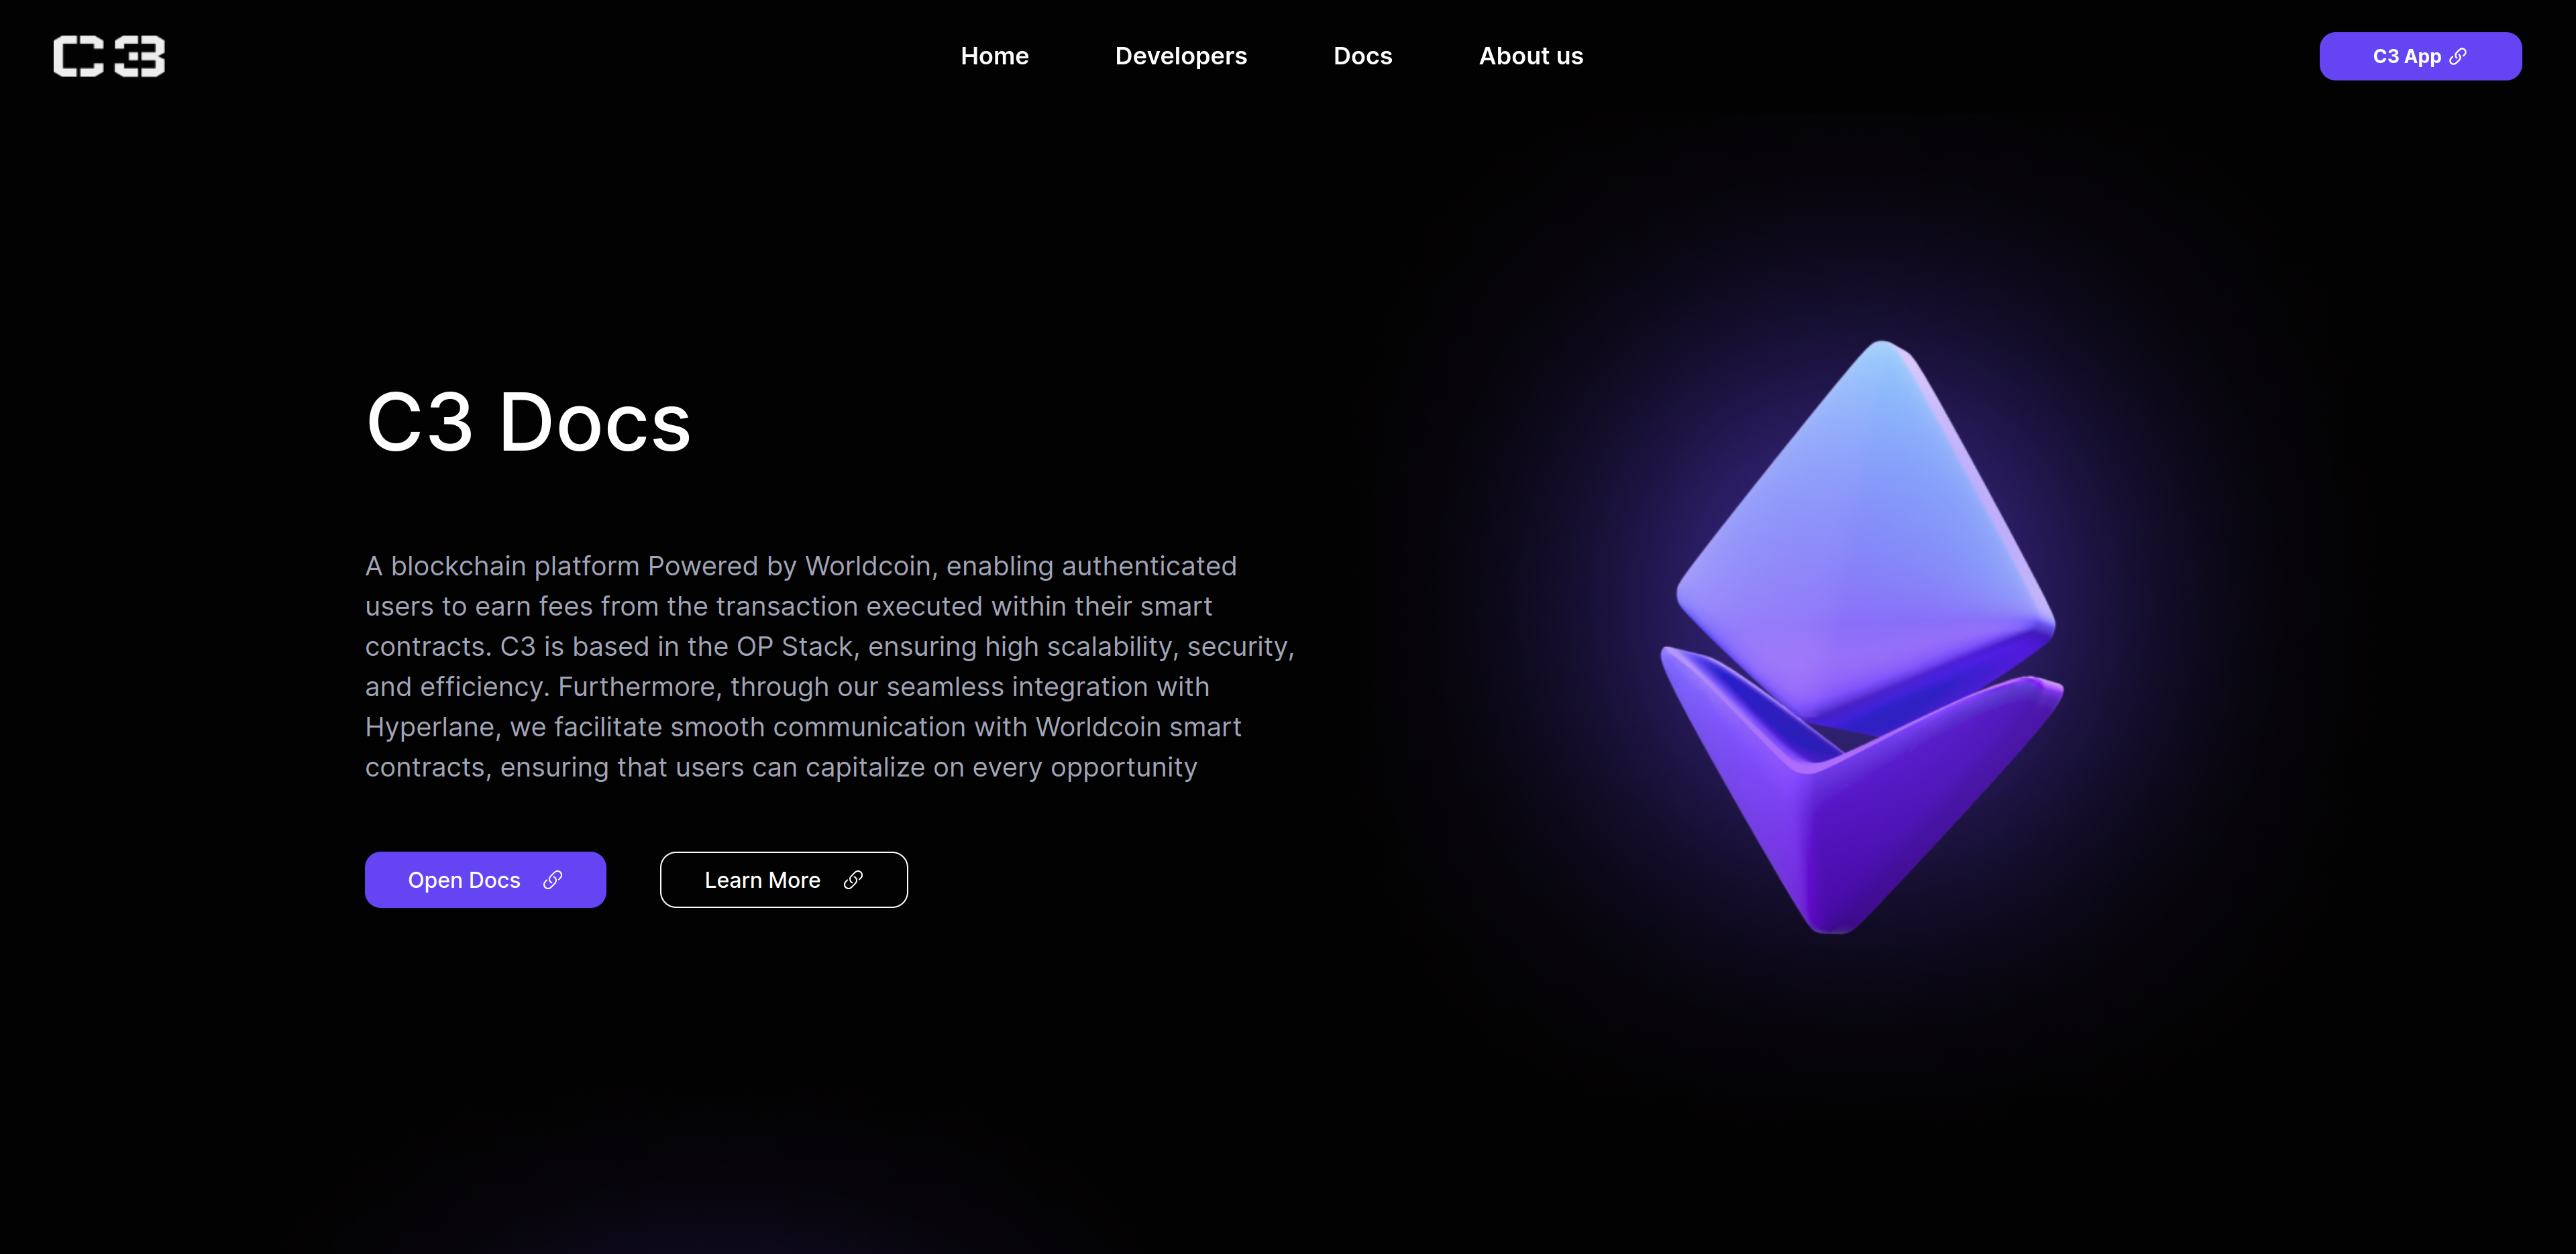 C3
Home
Developers
Docs
About us
C3 App
C3 Docs
A blockchain platform Powered by Worldcoin, enabling authenticated
users to earn fees from the transaction executed within their smart
contracts. C3 is based in the OP Stack, ensuring high scalability, security,
and efficiency. Furthermore, through our seamless integration with
Hyperlane, we facilitate smooth communication with Worldcoin smart
contracts, ensuring that users can capitalize on every opportunity
Open Docs
Learn More